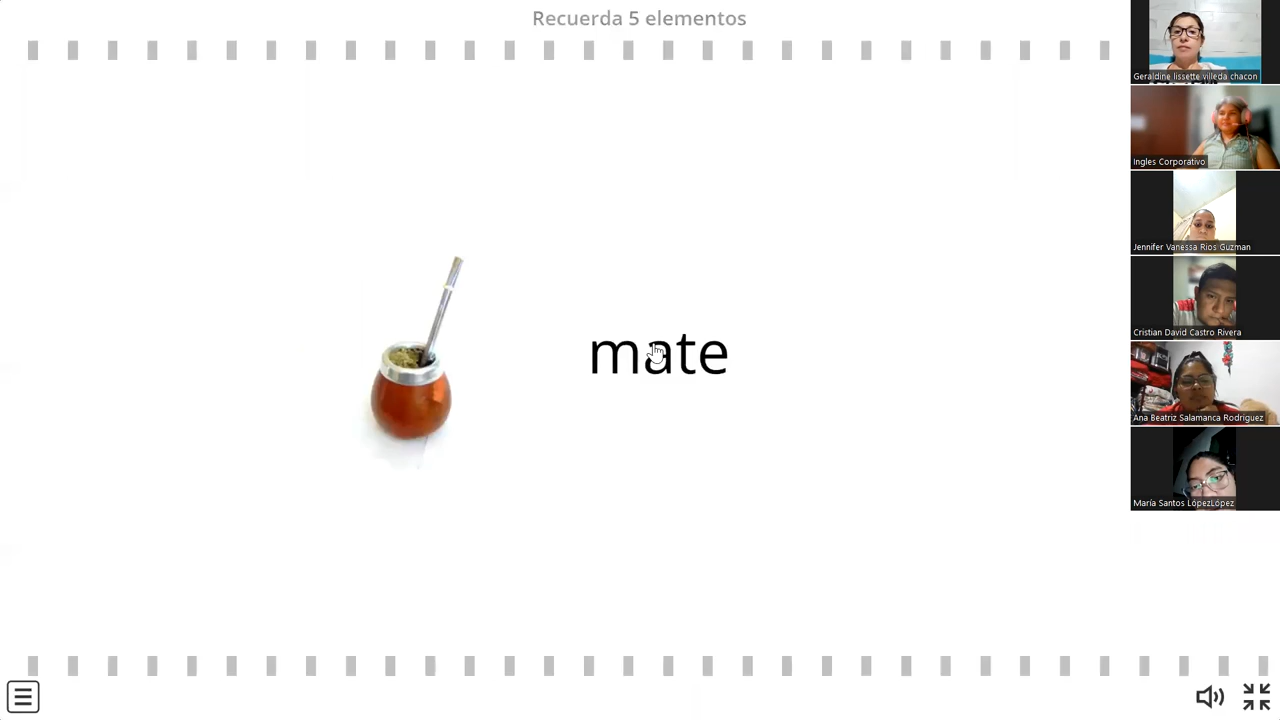 Recuerda 5 elementos
mate
Geraldine lissette villeda chacon
Ingles Corporativo
Jennifer Vanessa Rios Guzman
Cristian David Castro Rivera
Ana Beatriz Salamanca Rodriguez
María Santos LópezLópez